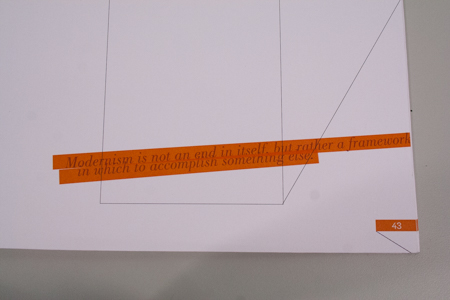 Modernism is not an end in itself, but rather a framework
in which to accomplish something else.
43